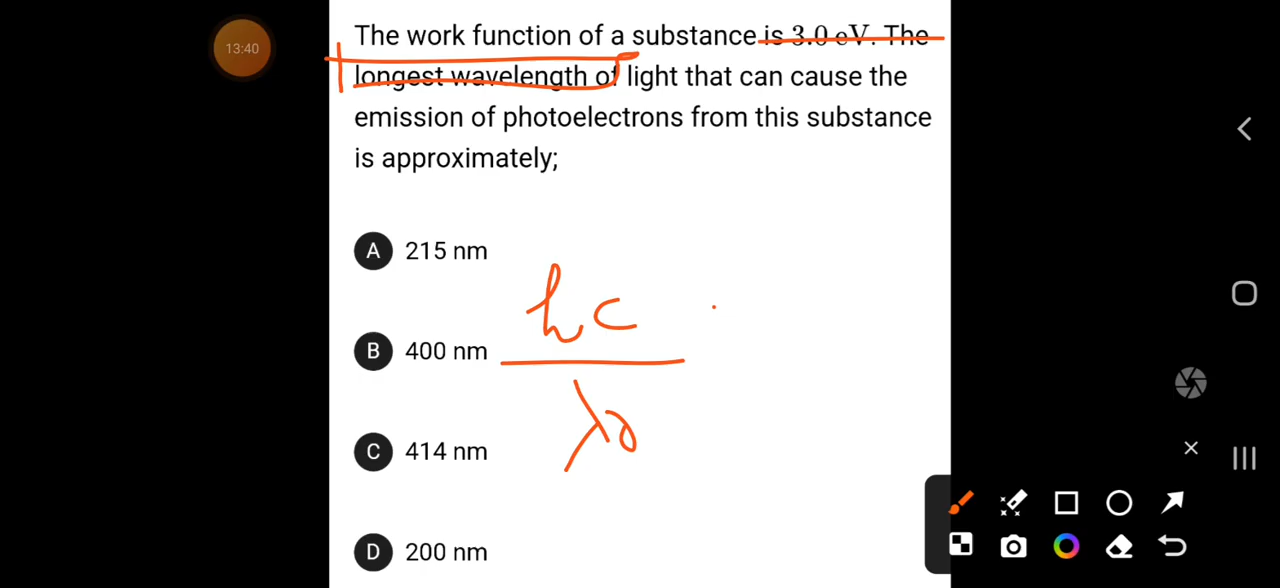 13:40
The work function of a substance is 3.0 eV. The
longest wavelength of light that can cause the
emission of photoelectrons from this substance
is approximately;
A 215 nm
B 400 nm
C 414 nm
D 200 nm
hc
λ0